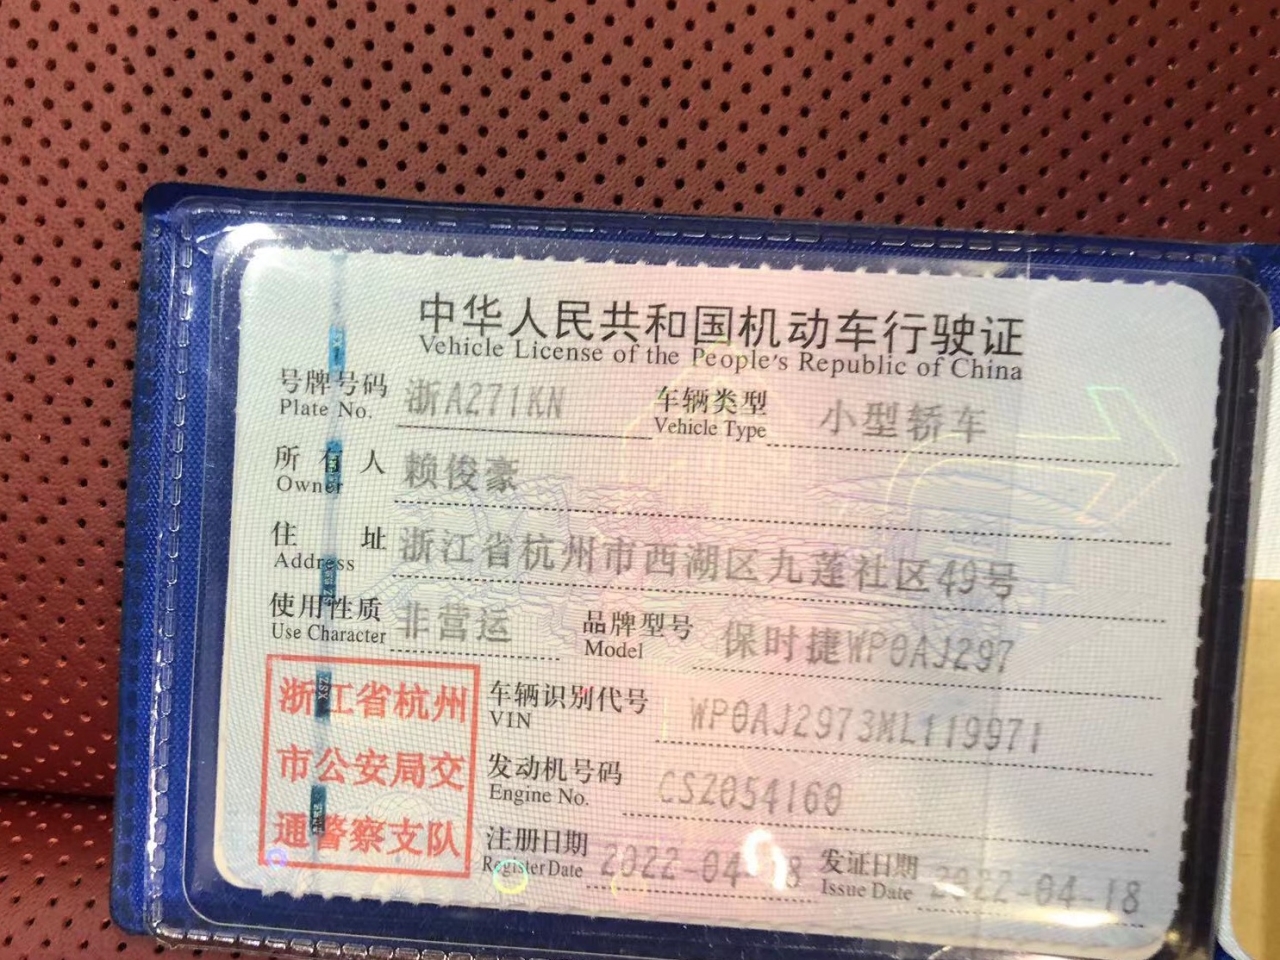 中华人民共和国机动车行驶证
Vehicle License of the People's Republic of China
号牌号码 浙A271KN 车辆类型 小型轿车
Plate No. Vehicle Type
所有人 赖俊豪
Owner
住址 浙江省杭州市西湖区九莲社区49号
Address
使用性质 非营运 品牌型号 保时捷WP0AJ297
Use Character Model
浙江省杭州
市公安局交
通警察支队
车辆识别代号 WP0AJ2973ML119971
VIN
发动机号码 CSZ054160
Engine No.
注册日期 2022-04-18 发证日期 2022-04-18
Register Date Issue Date